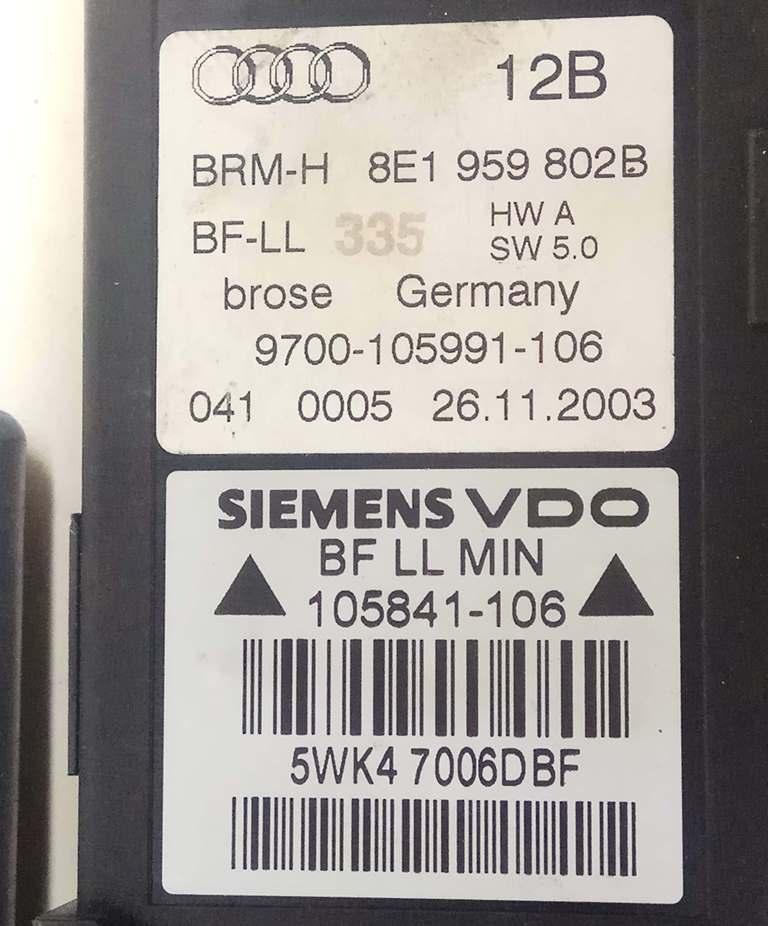 12B
BRM-H 8E1 959 802B
BF-LL 335 HW A
SW 5.0
brose Germany
9700-105991-106
041 0005 26.11.2003
SIEMENS VDO
BF LL MIN
105841-106
5WK4 7006DBF